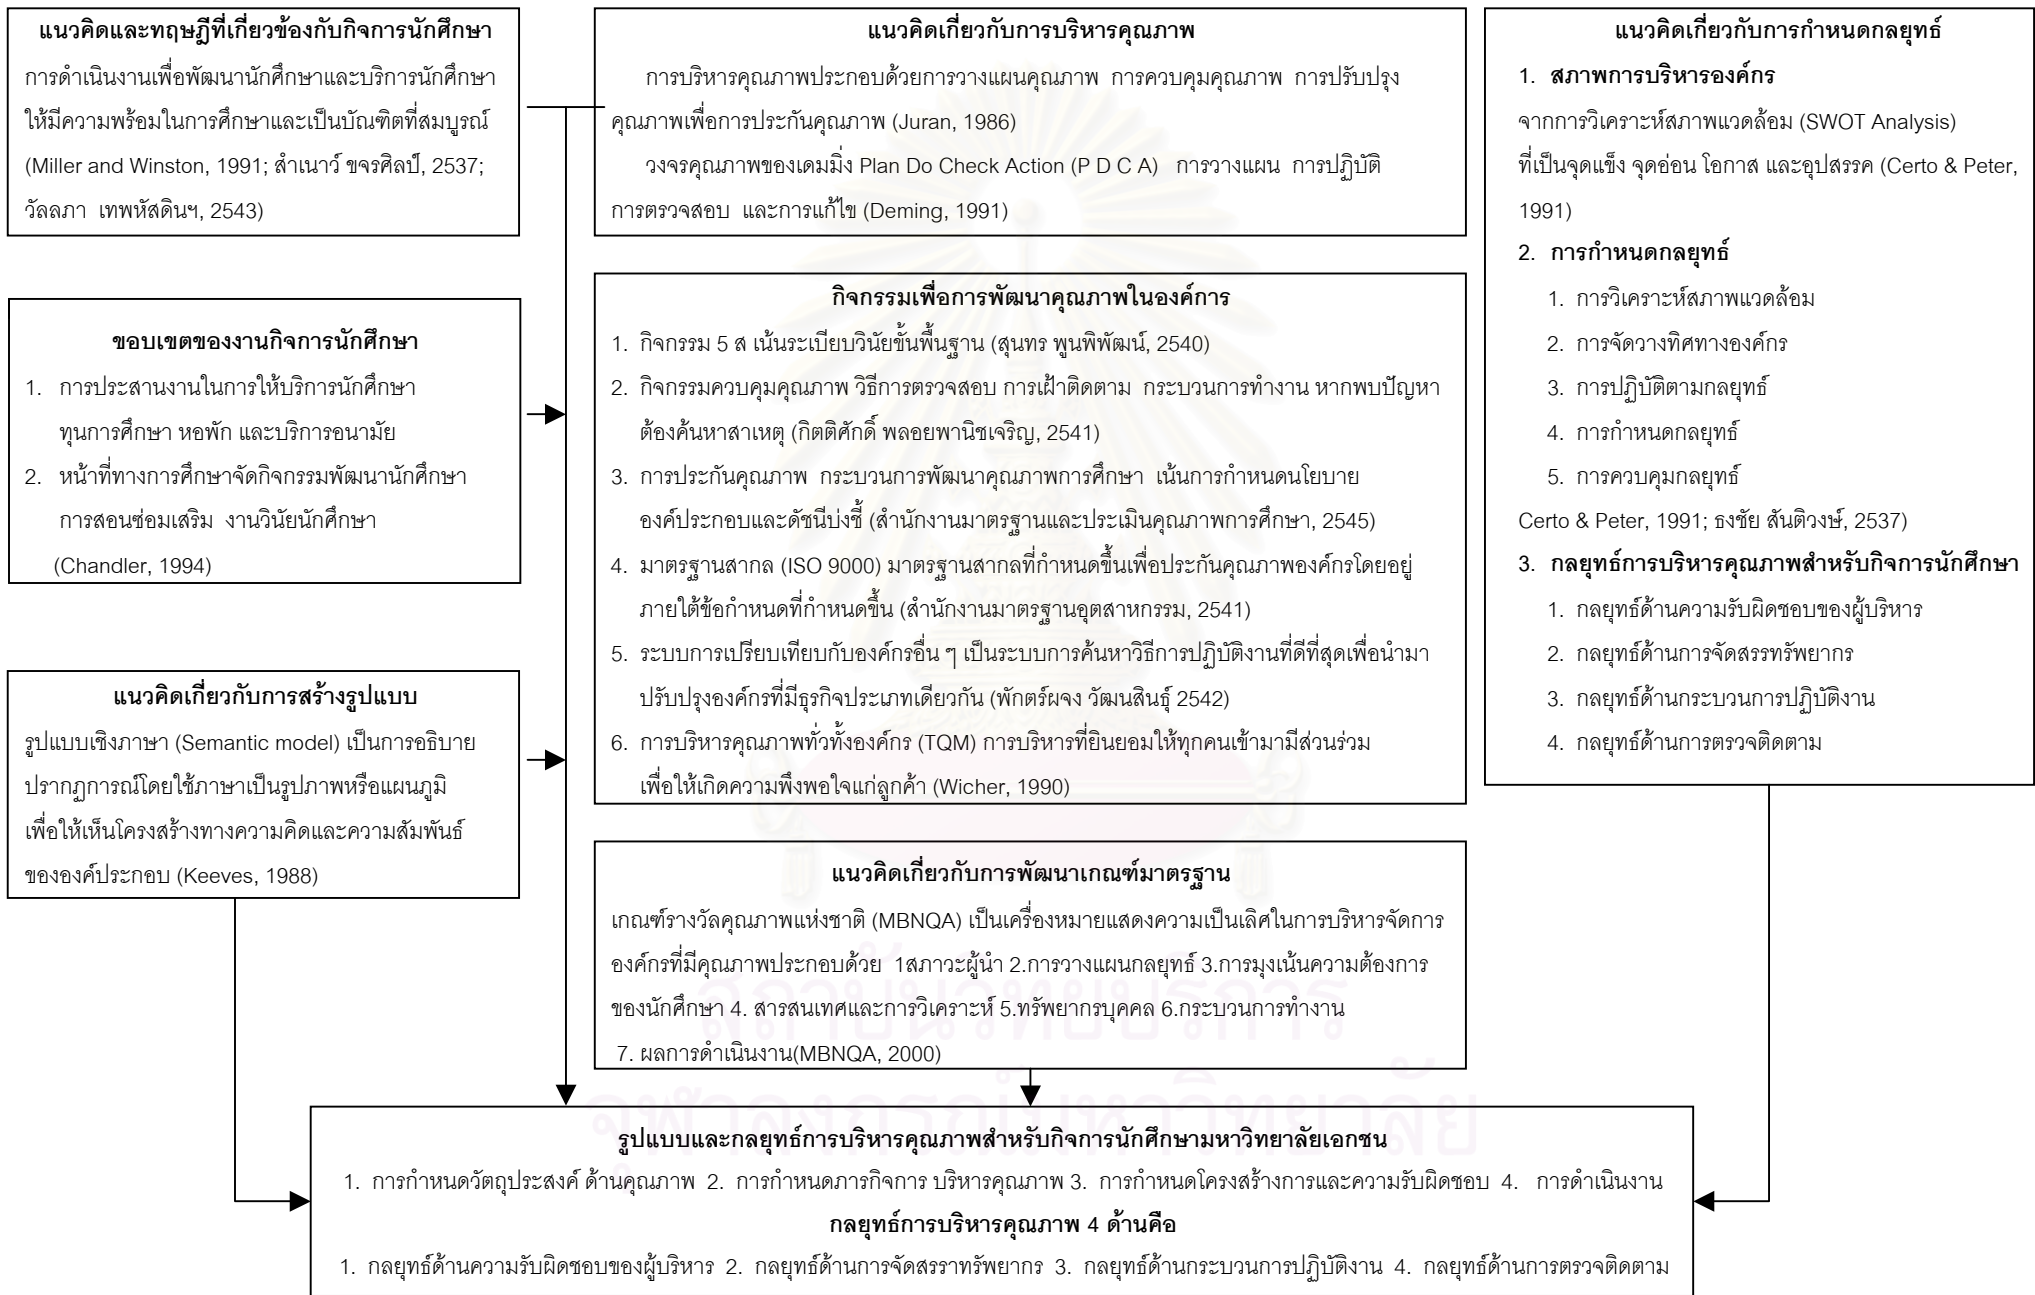 แนวคิดและทฤษฎีที่เกี่ยวข้องกับกิจการนักศึกษา
การดำเนินงานเพื่อพัฒนานักศึกษาและบริการนักศึกษา
ให้มีความพร้อมในการศึกษาและเป็นบัณฑิตที่สมบูรณ์
(Miller and Winston, 1991; สำเนาว์ ขจรศิลป์, 2537;
วัลลภา  เทพหัสดินฯ, 2543)
ขอบเขตของงานกิจการนักศึกษา
1. การประสานงานในการให้บริการนักศึกษา
ทุนการศึกษา หอพัก และบริการอนามัย
2. หน้าที่ทางการศึกษาจัดกิจกรรมพัฒนานักศึกษา
การสอนซ่อมเสริม  งานวินัยนักศึกษา
(Chandler, 1994)
แนวคิดเกี่ยวกับการสร้างรูปแบบ
รูปแบบเชิงภาษา (Semantic model) เป็นการอธิบาย
ปรากฏการณ์โดยใช้ภาษาเป็นรูปภาพหรือแผนภูมิ
เพื่อให้เห็นโครงสร้างทางความคิดและความสัมพันธ์
ขององค์ประกอบ (Keeves, 1988)
แนวคิดเกี่ยวกับการบริหารคุณภาพ
การบริหารคุณภาพประกอบด้วยการวางแผนคุณภาพ  การควบคุมคุณภาพ  การปรับปรุง
คุณภาพเพื่อการประกันคุณภาพ (Juran, 1986)
วงจรคุณภาพของเดมมิ่ง Plan Do Check Action (P D C A)  การวางแผน  การปฏิบัติ
การตรวจสอบ  และการแก้ไข (Deming, 1991)
กิจกรรมเพื่อการพัฒนาคุณภาพในองค์การ
1. กิจกรรม 5 ส เน้นระเบียบวินัยขั้นพื้นฐาน (สุนทร พูนพิพัฒน์, 2540)
2. กิจกรรมควบคุมคุณภาพ วิธีการตรวจสอบ การเฝ้าติดตาม  กระบวนการทำงาน หากพบปัญหา
ต้องค้นหาสาเหตุ (กิตติศักดิ์ พลอยพานิชเจริญ, 2541)
3. การประกันคุณภาพ  กระบวนการพัฒนาคุณภาพการศึกษา  เน้นการกำหนดนโยบาย
องค์ประกอบและดัชนีบ่งชี้ (สำนักงานมาตรฐานและประเมินคุณภาพการศึกษา, 2545)
4. มาตรฐานสากล (ISO 9000) มาตรฐานสากลที่กำหนดขึ้นเพื่อประกันคุณภาพองค์กรโดยอยู่
ภายใต้ข้อกำหนดที่กำหนดขึ้น (สำนักงานมาตรฐานอุตสาหกรรม, 2541)
5. ระบบการเปรียบเทียบกับองค์กรอื่น ๆ เป็นระบบการค้นหาวิธีการปฏิบัติงานที่ดีที่สุดเพื่อนำมา
ปรับปรุงองค์กรที่มีธุรกิจประเภทเดียวกัน (พักตร์ผจง วัฒนสินธุ์ 2542)
6. การบริหารคุณภาพทั่วทั้งองค์กร (TQM) การบริหารที่ยินยอมให้ทุกคนเข้ามามีส่วนร่วม
เพื่อให้เกิดความพึงพอใจแก่ลูกค้า (Wicher, 1990)
แนวคิดเกี่ยวกับการพัฒนาเกณฑ์มาตรฐาน
เกณฑ์รางวัลคุณภาพแห่งชาติ (MBNQA) เป็นเครื่องหมายแสดงความเป็นเลิศในการบริหารจัดการ
องค์กรที่มีคุณภาพประกอบด้วย  1สภาวะผู้นำ 2.การวางแผนกลยุทธ์ 3.การมุงเน้นความต้องการ
ของนักศึกษา 4. สารสนเทศและการวิเคราะห์ 5.ทรัพยากรบุคคล 6.กระบวนการทำงาน
7. ผลการดำเนินงาน(MBNQA, 2000)
แนวคิดเกี่ยวกับการกำหนดกลยุทธ์
1. สภาพการบริหารองค์กร
จากการวิเคราะห์สภาพแวดล้อม (SWOT Analysis)
ที่เป็นจุดแข็ง จุดอ่อน โอกาส และอุปสรรค (Certo & Peter,
1991)
2. การกำหนดกลยุทธ์
1. การวิเคราะห์สภาพแวดล้อม
2. การจัดวางทิศทางองค์กร
3. การปฏิบัติตามกลยุทธ์
4. การกำหนดกลยุทธ์
5. การควบคุมกลยุทธ์
Certo & Peter, 1991; ธงชัย สันติวงษ์, 2537)
3. กลยุทธ์การบริหารคุณภาพสำหรับกิจการนักศึกษา
1. กลยุทธ์ด้านความรับผิดชอบของผู้บริหาร
2. กลยุทธ์ด้านการจัดสรรทรัพยากร
3. กลยุทธ์ด้านกระบวนการปฏิบัติงาน
4. กลยุทธ์ด้านการตรวจติดตาม
สถาบันวิทยบริการ
จุฬาลงกรณ์มหาวิทยาลัย
รูปแบบและกลยุทธ์การบริหารคุณภาพสำหรับกิจการนักศึกษามหาวิทยาลัยเอกชน
1. การกำหนดวัตถุประสงค์ ด้านคุณภาพ  2. การกำหนดภารกิจการ บริหารคุณภาพ 3. การกำหนดโครงสร้างการและความรับผิดชอบ  4.  การดำเนินงาน
กลยุทธ์การบริหารคุณภาพ 4 ด้านคือ
1. กลยุทธ์ด้านความรับผิดชอบของผู้บริหาร  2. กลยุทธ์ด้านการจัดสรราทรัพยากร  3. กลยุทธ์ด้านกระบวนการปฏิบัติงาน  4. กลยุทธ์ด้านการตรวจติดตาม